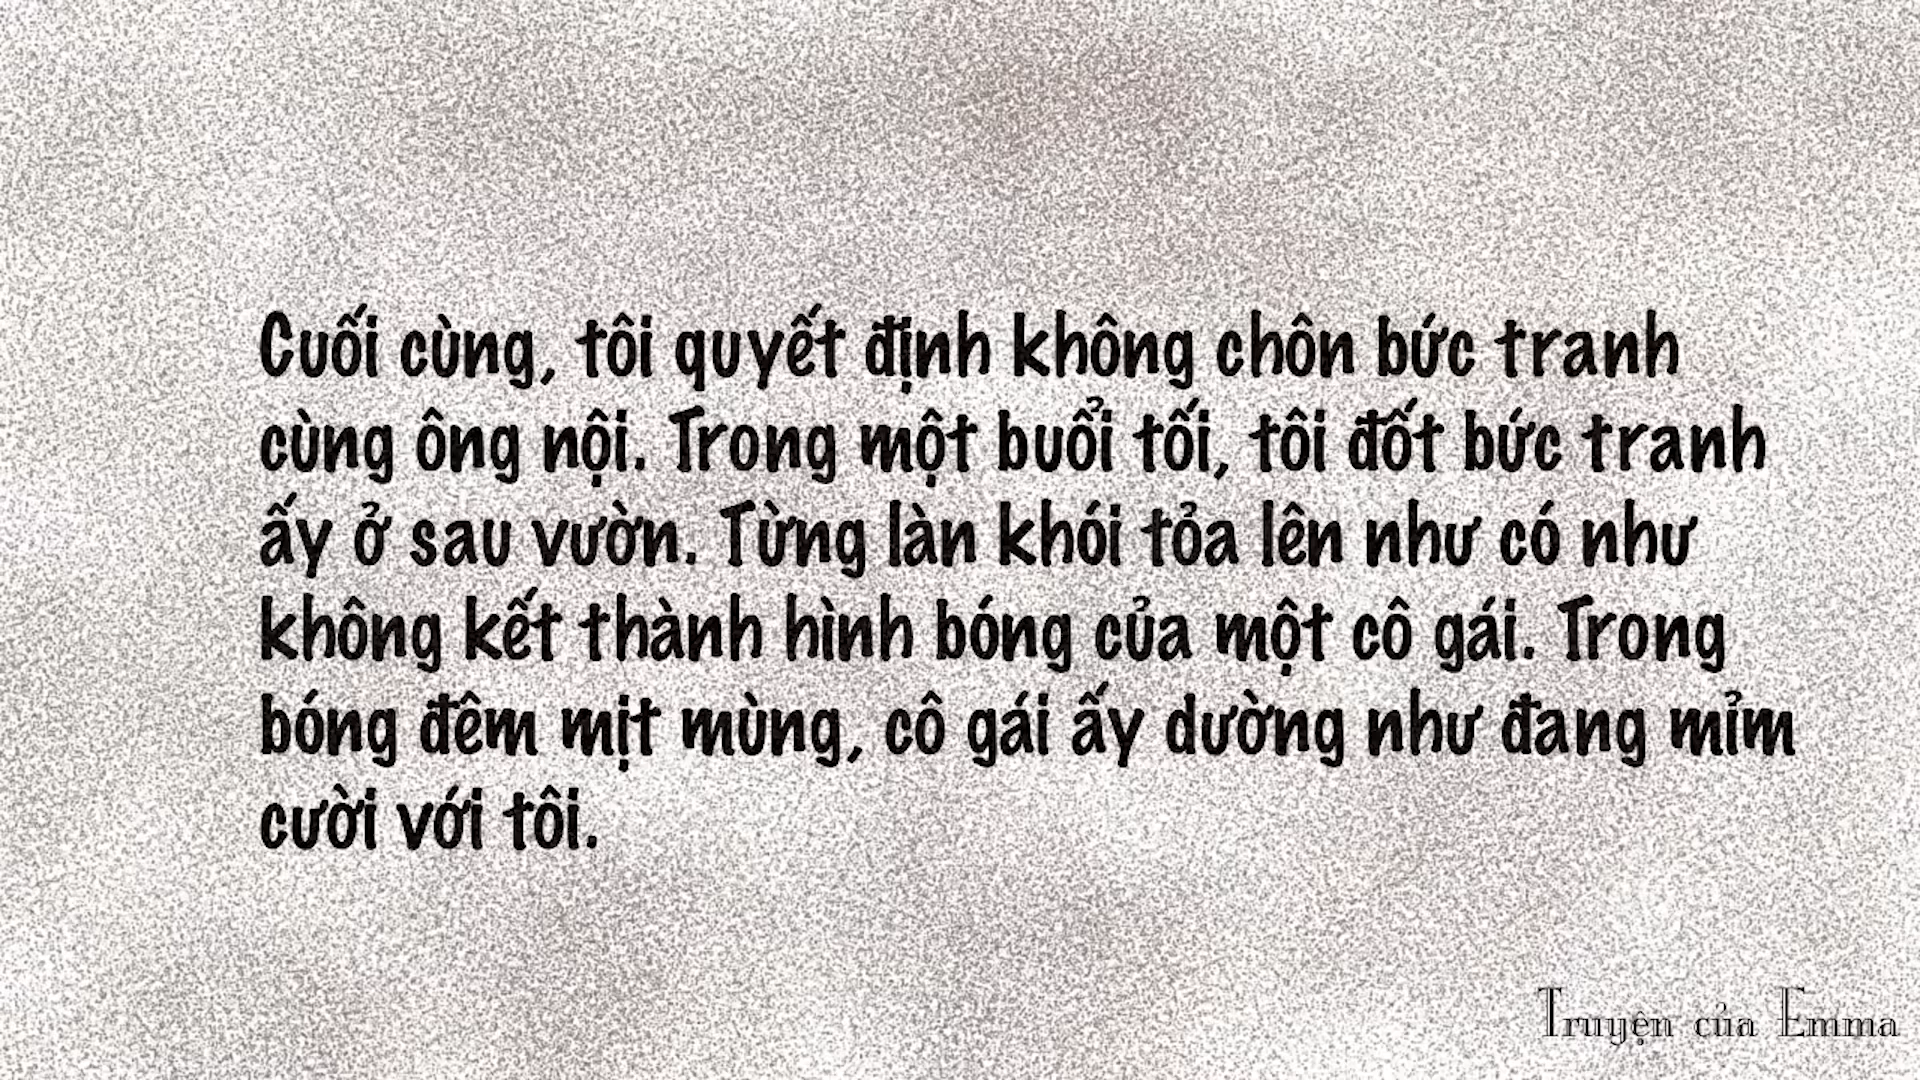 Cuối cùng, tôi quyết định không chôn bức tranh
cùng ông nội. Trong một buổi tối, tôi đốt bức tranh
ấy ở sau vườn. Từng làn khói tỏa lên như có như
không kết thành hình bóng của một cô gái. Trong
bóng đêm mịt mùng, cô gái ấy dường như đang mỉm
cười với tôi.
Truyện của Emma